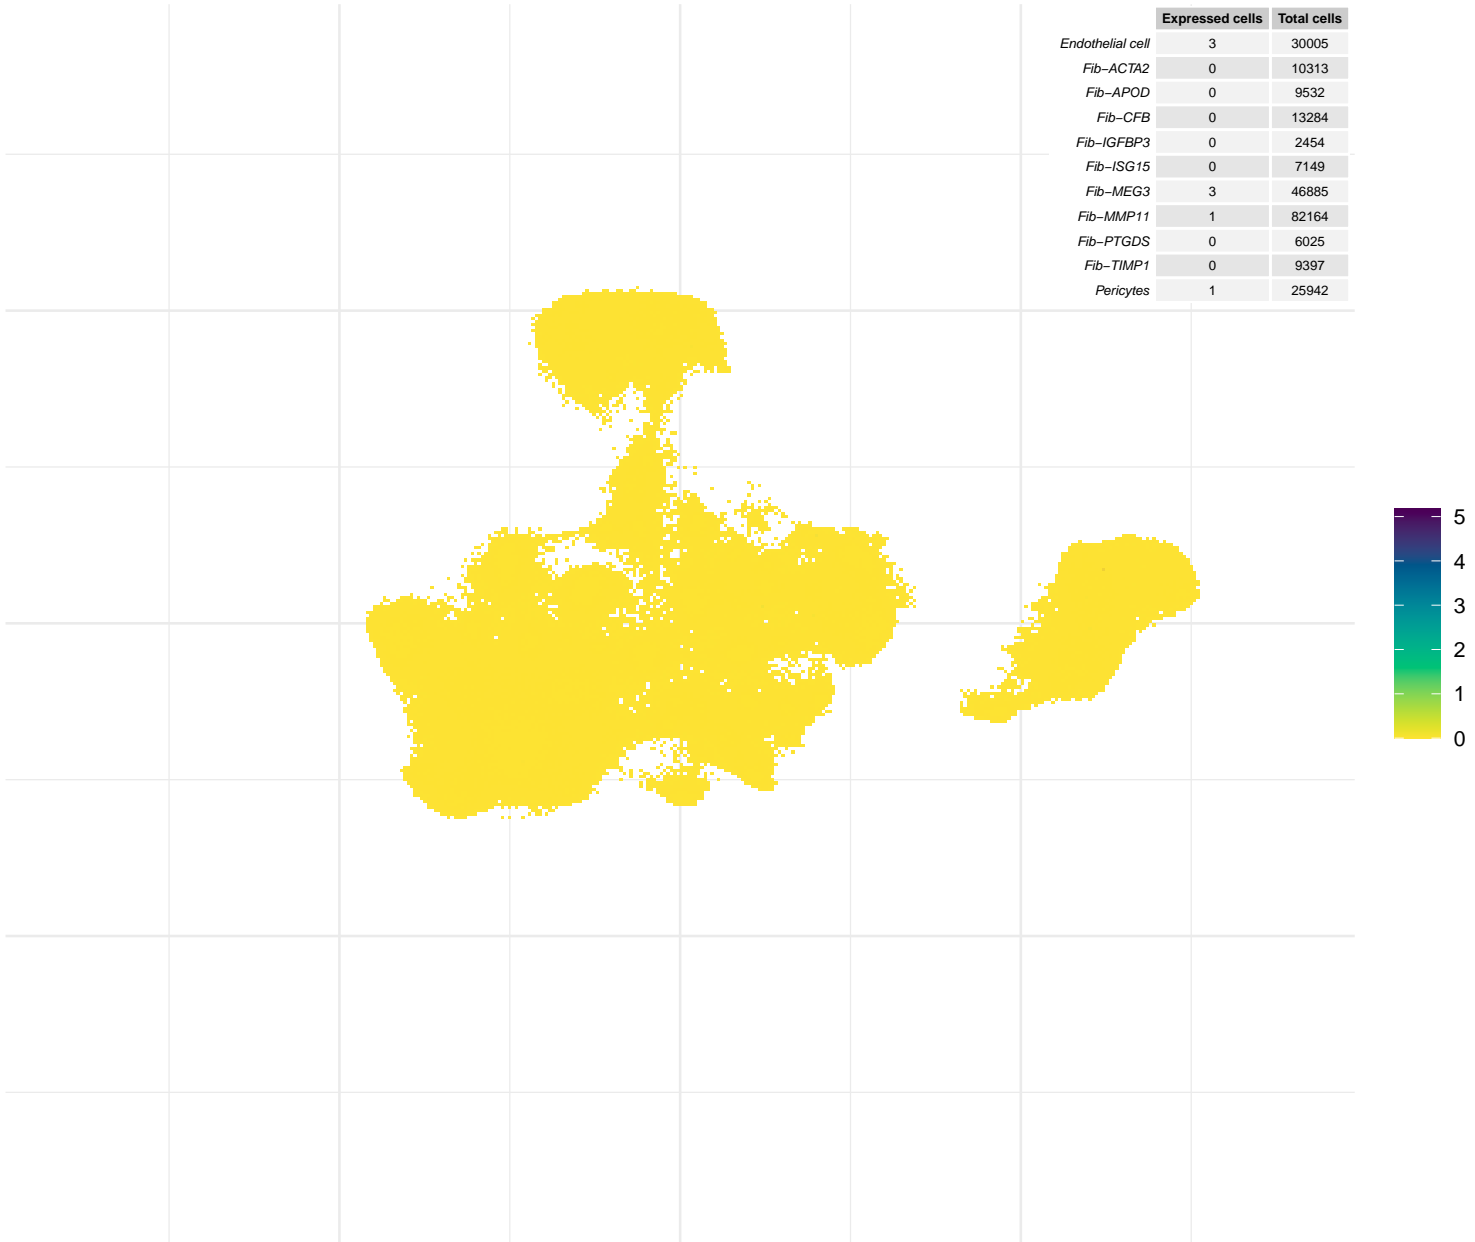 Expressed cells Total cells
Endothelial cell 3 30005
Fib−ACTA2 0 10313
Fib−APOD 0 9532
Fib−CFB 0 13284
Fib−IGFBP3 0 2454
Fib−ISG15 0 7149
Fib−MEG3 3 46885
Fib−MMP11 1 82164
Fib−PTGDS 0 6025
Fib−TIMP1 0 9397
Pericytes 1 25942
5
4
3
2
1
0